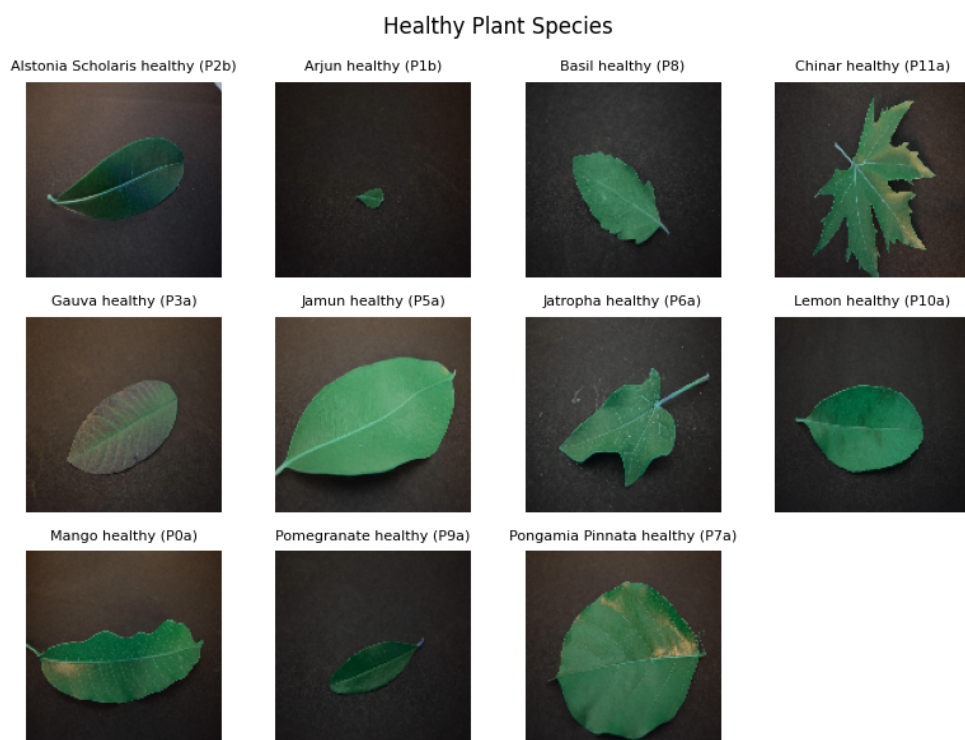 Healthy Plant Species
Alstonia Scholaris healthy (P2b)
Arjun healthy (P1b)
Basil healthy (P8)
Chinar healthy (P11a)
Gauva healthy (P3a)
Jamun healthy (P5a)
Jatropha healthy (P6a)
Lemon healthy (P10a)
Mango healthy (P0a)
Pomegranate healthy (P9a)
Pongamia Pinnata healthy (P7a)